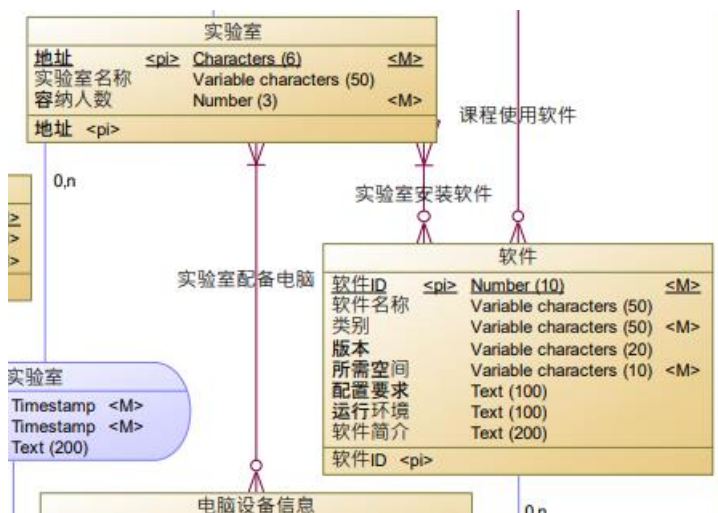 实验室
地址 <pi> Characters (6) <M>
实验室名称 Variable characters (50)
容纳人数 Number (3) <M>
地址 <pi>
课程使用软件
0,n
实验室安装软件
>
>
>
实验室配备电脑
软件
软件ID <pi> Number (10) <M>
软件名称 Variable characters (50)
类别 Variable characters (50) <M>
版本 Variable characters (20)
所需空间 Variable characters (10) <M>
配置要求 Text (100)
运行环境 Text (100)
软件简介 Text (200)
软件ID <pi>
实验室
Timestamp <M>
Timestamp <M>
Text (200)
电脑设备信息
0,n